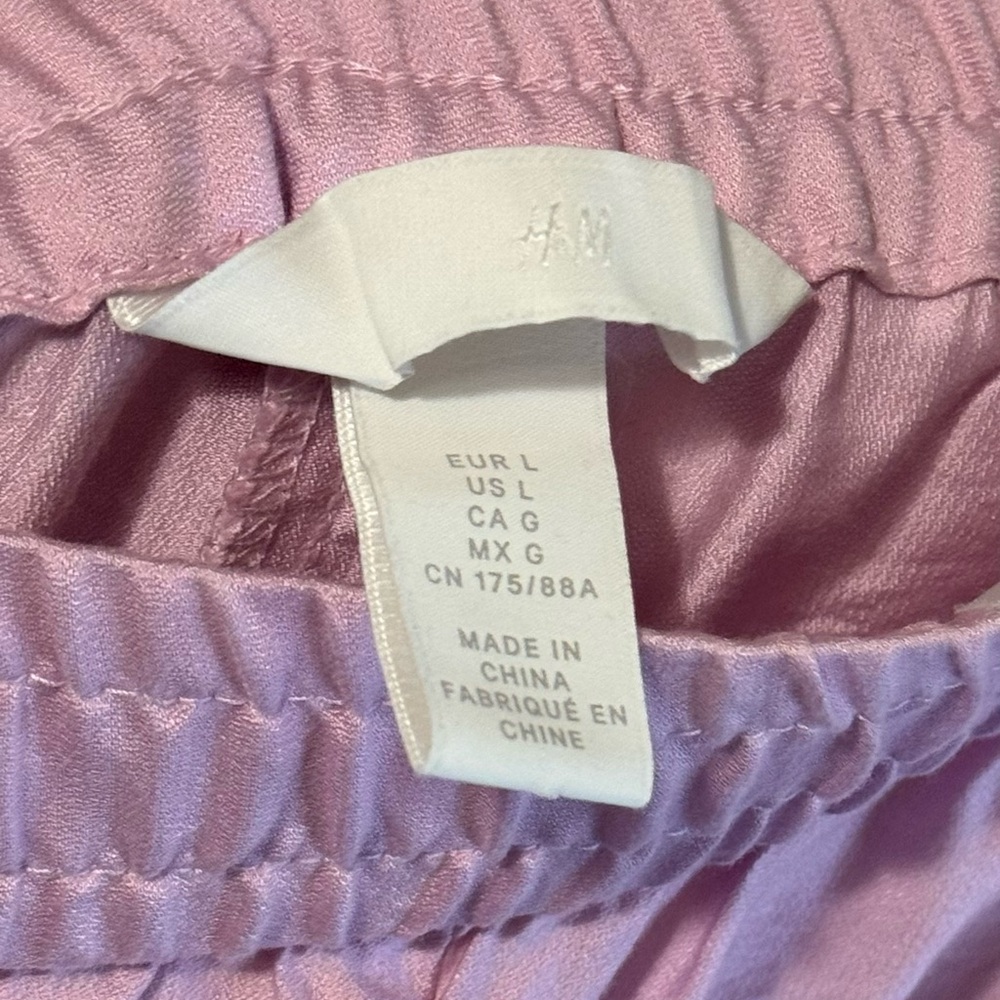 H&M
EUR L
US L
CA G
MX G
CN 175/88A
MADE IN
CHINA
FABRIQUÉ EN
CHINE